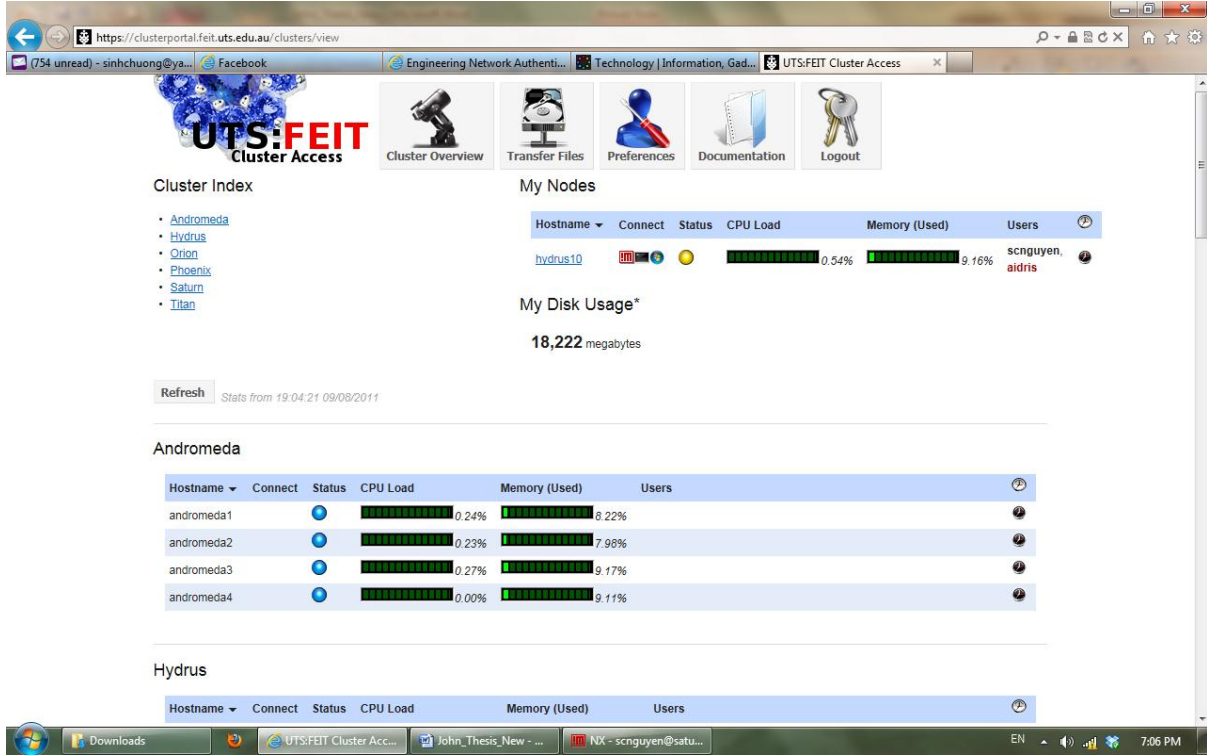 https://clusterportal.feit.uts.edu.au/clusters/view
(754 unread) - sinhchuong@ya...
Facebook
Engineering Network Authenti...
Technology | Information, Gad...
UTS:FEIT Cluster Access
UTS:FEIT
Cluster Access
Cluster Overview
Transfer Files
Preferences
Documentation
Logout
Cluster Index
Andromeda
Hydrus
Orion
Phoenix
Saturn
Titan
My Nodes
Hostname Connect Status CPU Load Memory (Used) Users
hydrus10 !m 0.54% 9.16% scnguyen,
aidris
My Disk Usage*
18,222 megabytes
Refresh Stats from 19:04:21 09/08/2011
Andromeda
Hostname Connect Status CPU Load Memory (Used) Users
andromeda1 0.24% 8.22%
andromeda2 0.23% 7.98%
andromeda3 0.27% 9.17%
andromeda4 0.00% 9.11%
Hydrus
Hostname Connect Status CPU Load Memory (Used) Users
Downloads
UTS:FEIT Cluster Acc...
John_Thesis_New - ...
!m NX - scnguyen@satu...
EN
7:06 PM